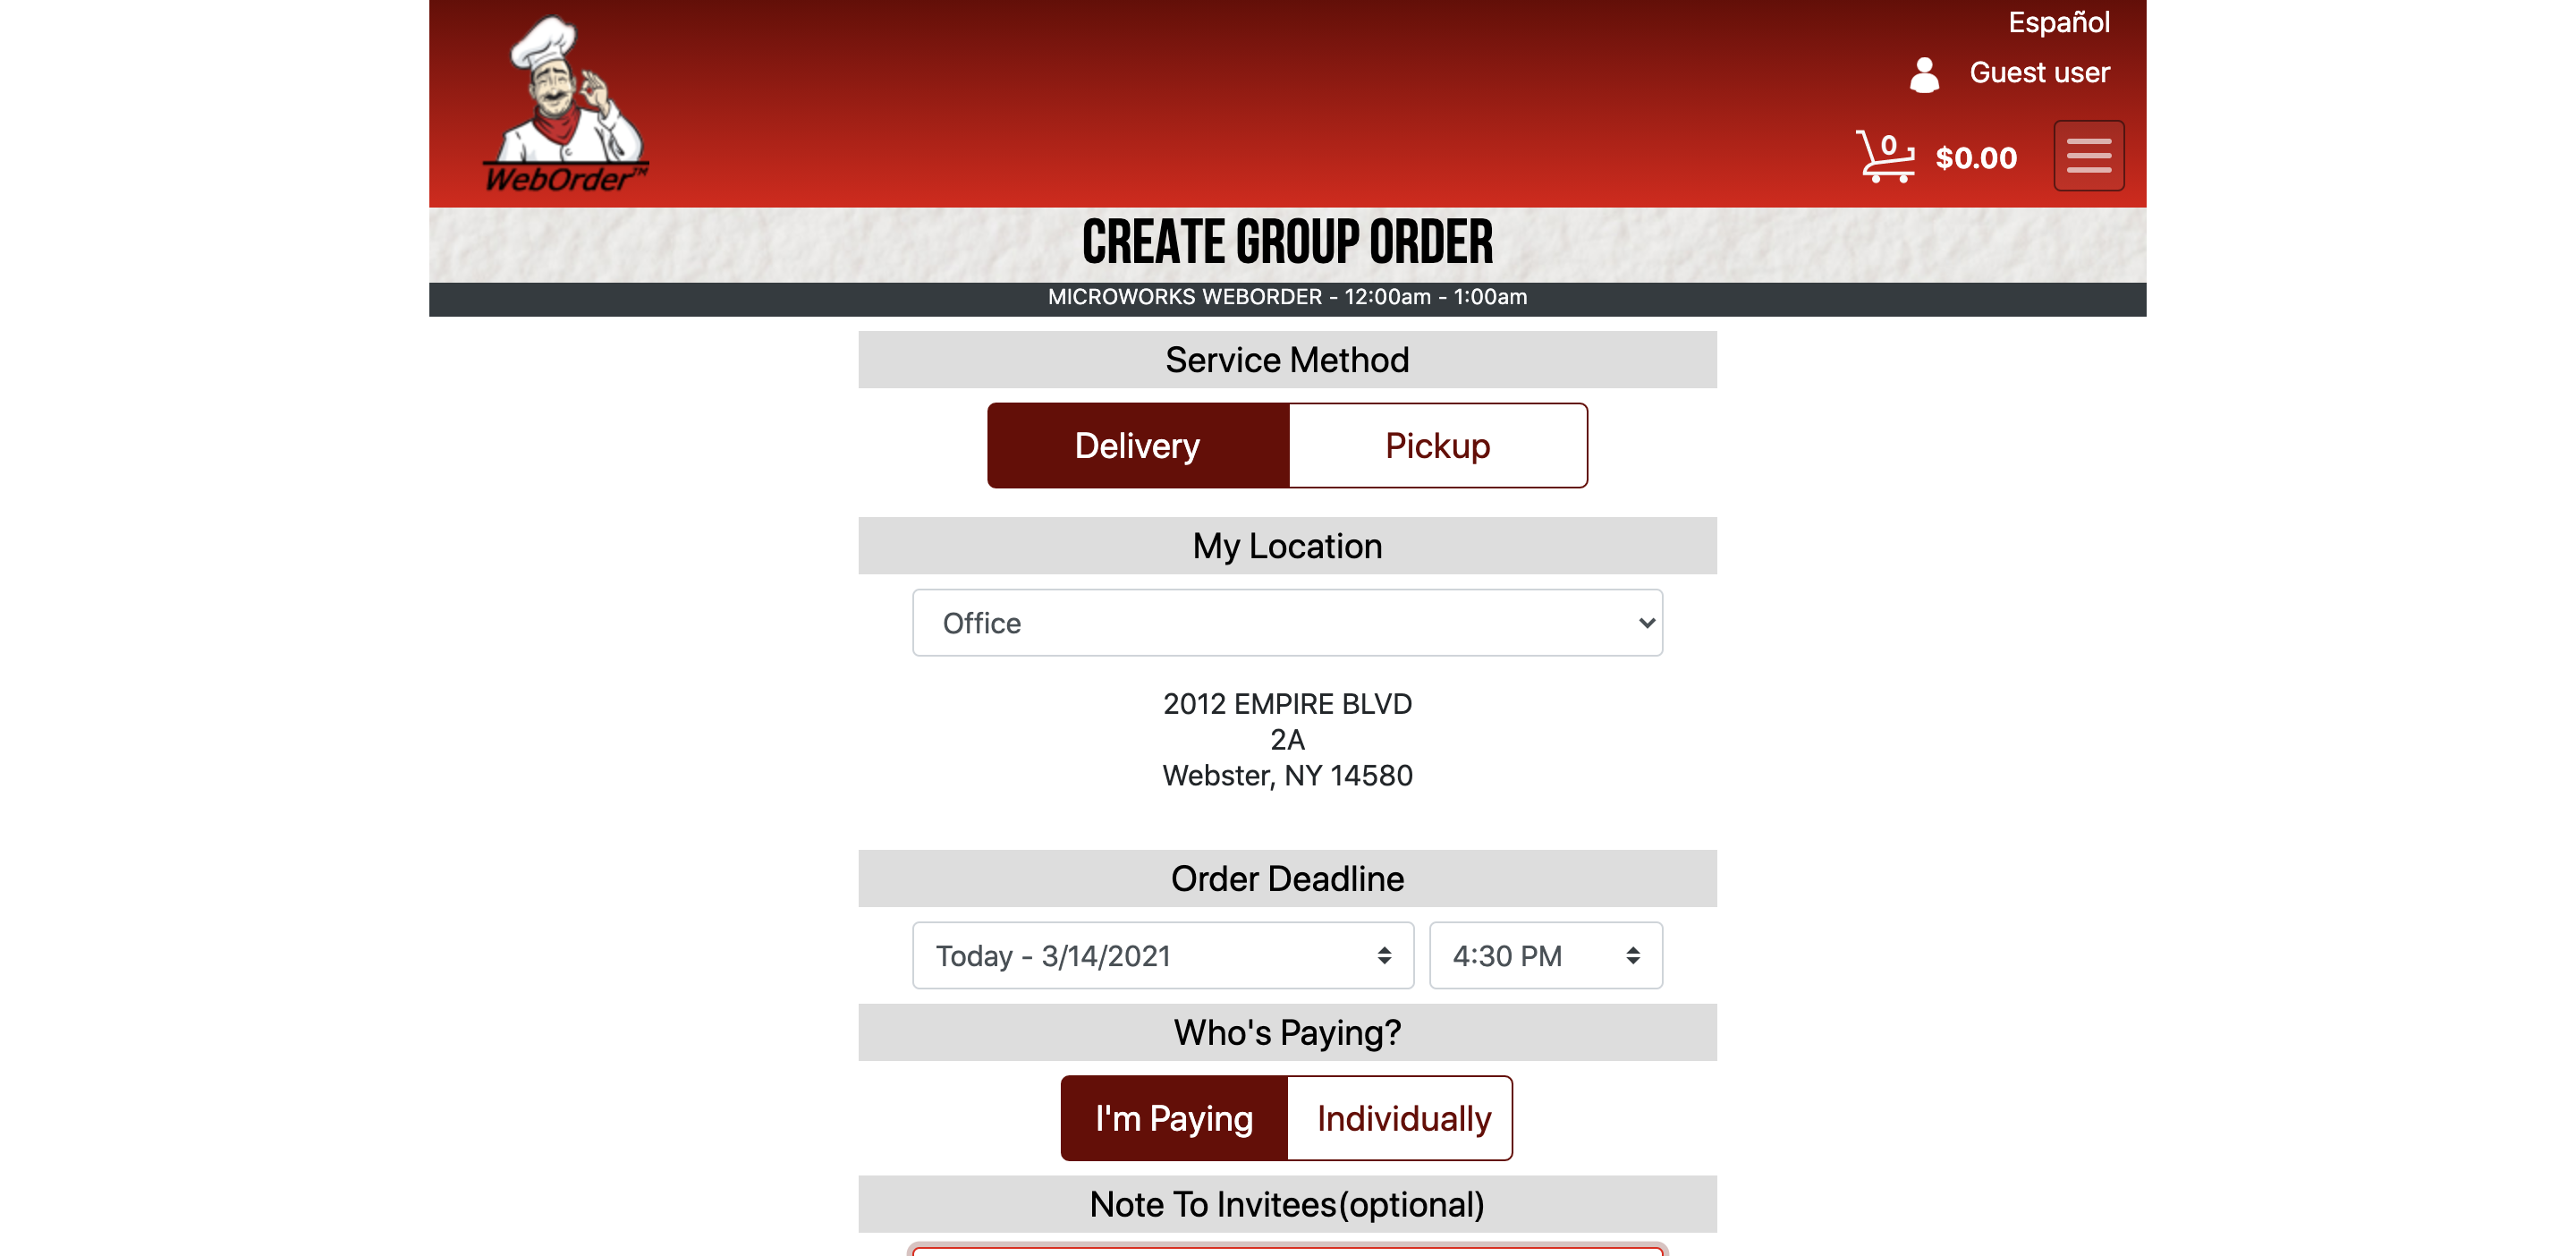 Español
Guest user
0 $0.00
WebOrder™
CREATE GROUP ORDER
MICROWORKS WEBORDER - 12:00am - 1:00am
Service Method
Delivery Pickup
My Location
Office
2012 EMPIRE BLVD
2A
Webster, NY 14580
Order Deadline
Today - 3/14/2021 4:30 PM
Who's Paying?
I'm Paying Individually
Note To Invitees(optional)